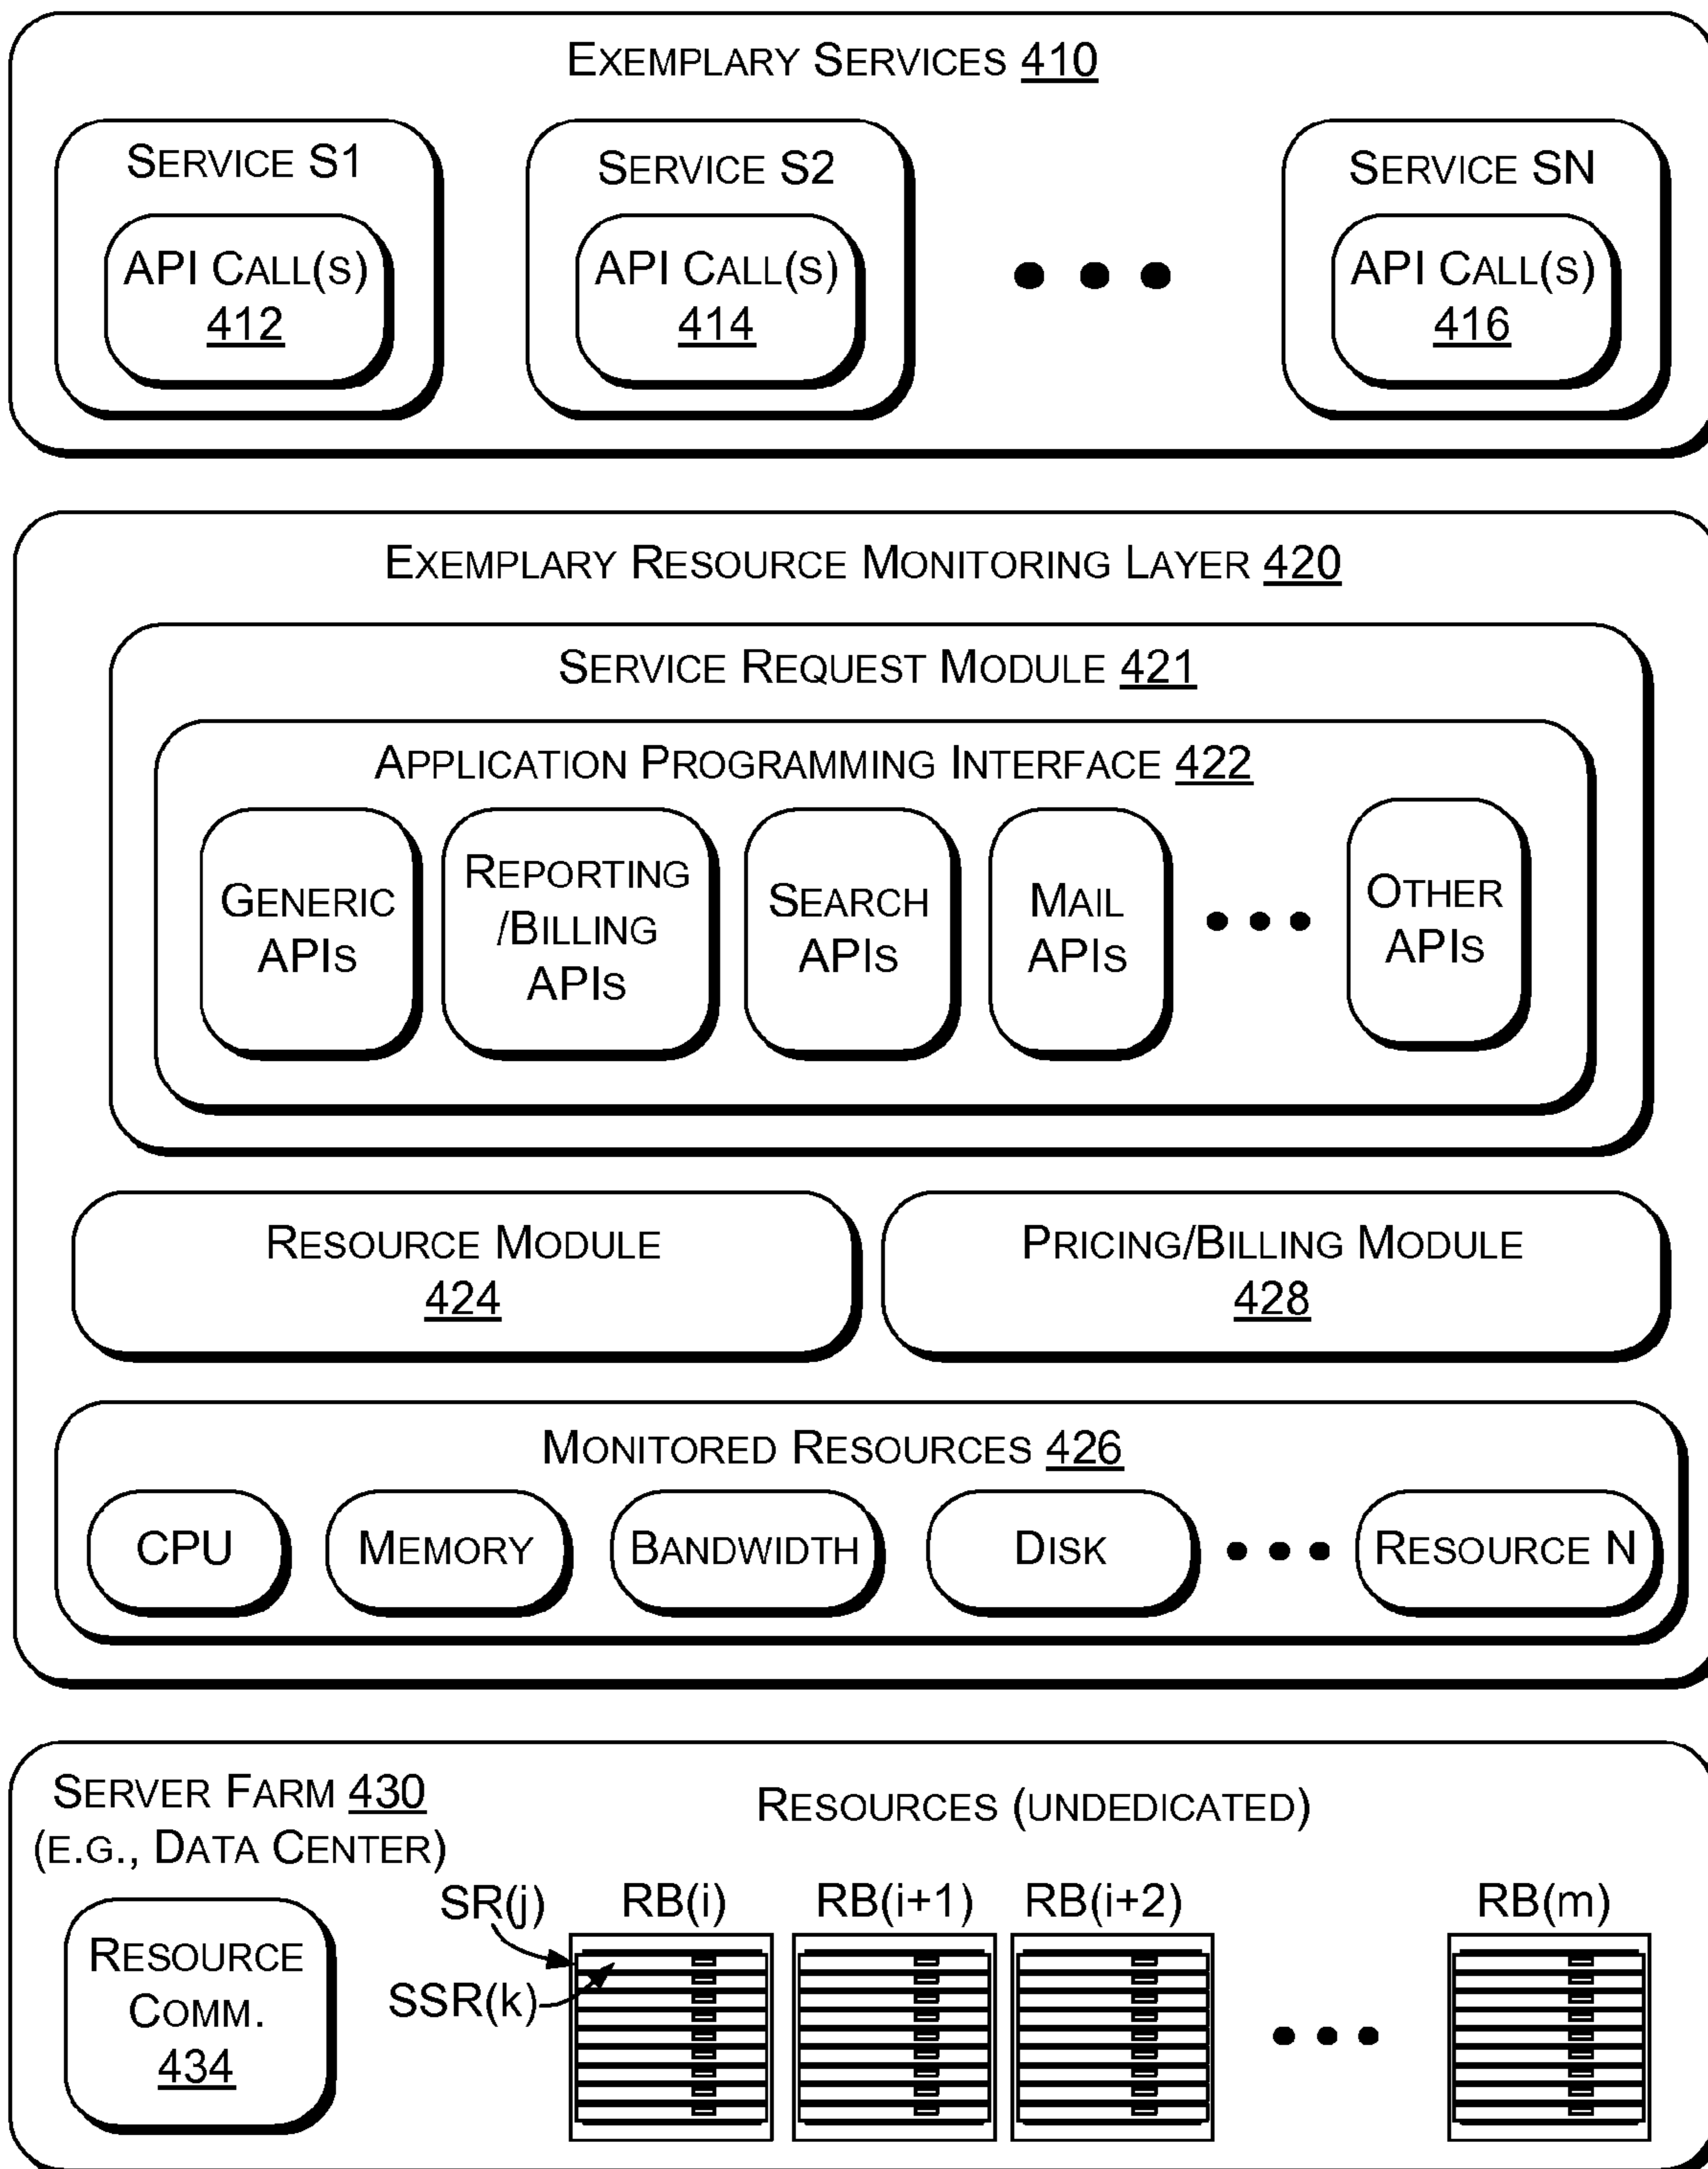 EXEMPLARY SERVICES 410
SERVICE S1
API CALL(S)
412
SERVICE S2
API CALL(S)
414
SERVICE SN
API CALL(S)
416
EXEMPLARY RESOURCE MONITORING LAYER 420
SERVICE REQUEST MODULE 421
APPLICATION PROGRAMMING INTERFACE 422
GENERIC
APIS
REPORTING
/BILLING
APIS
SEARCH
APIS
MAIL
APIS
OTHER
APIS
RESOURCE MODULE
424
PRICING/BILLING MODULE
428
MONITORED RESOURCES 426
CPU
MEMORY
BANDWIDTH
DISK
RESOURCE N
SERVER FARM 430
(E.G., DATA CENTER)
RESOURCES (UNDEDICATED)
RESOURCE
COMM.
434
SR(j)
SSR(k)
RB(i)
RB(i+1)
RB(i+2)
RB(m)